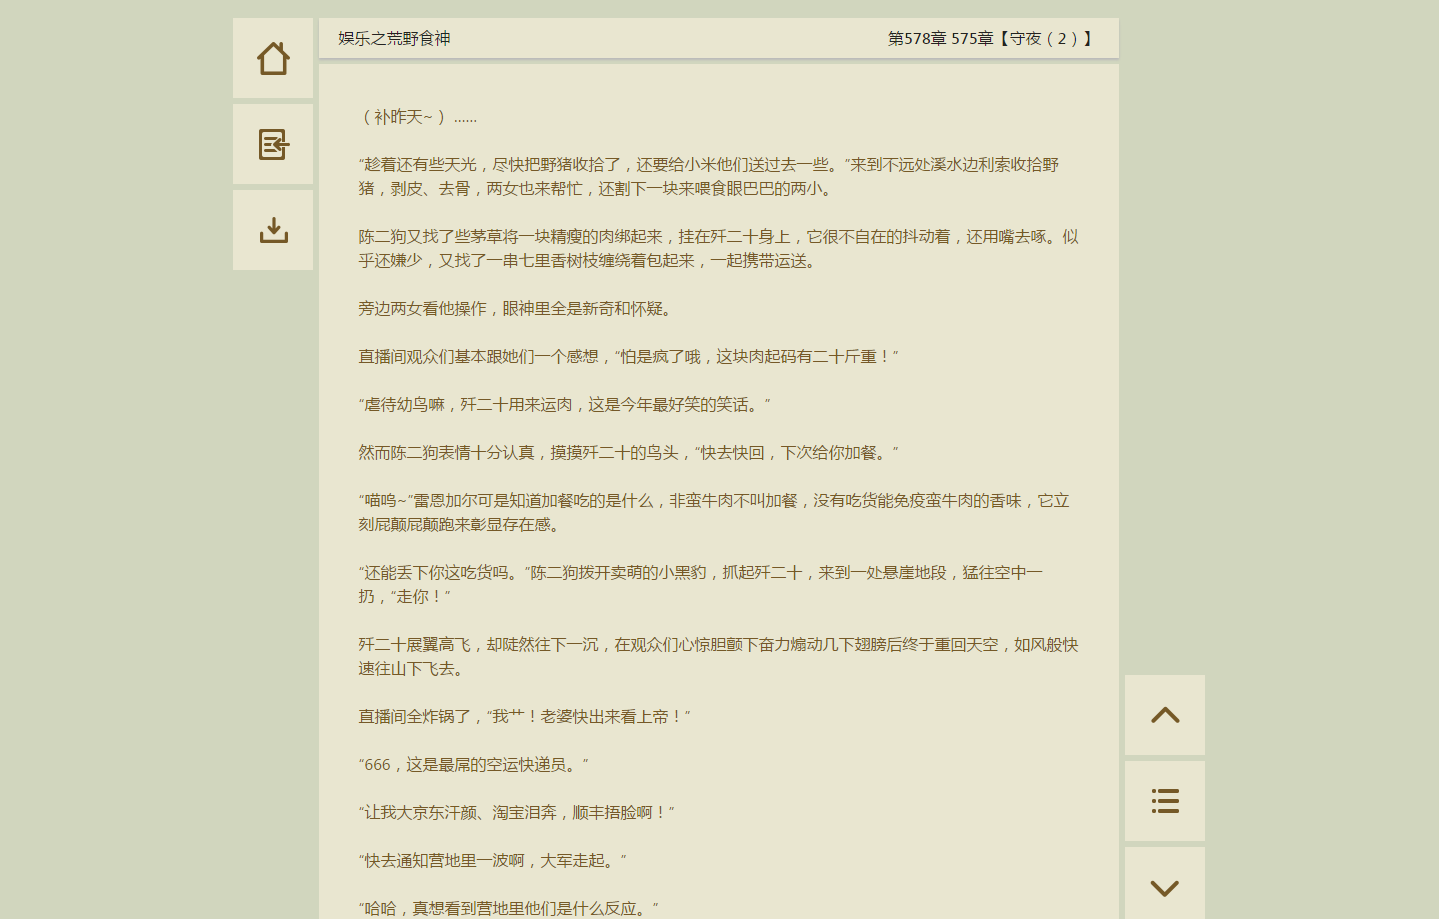 娱乐之荒野食神
第578章 575章【守夜（2）】
（补昨天~ ）......
“趁着还有些天光，尽快把野猪收拾了，还要给小米他们送过去一些。”来到不远处溪水边利索收拾野
猪，剥皮、去骨，两女也来帮忙，还割下一块来喂食眼巴巴的两小。
陈二狗又找了些茅草将一块精瘦的肉绑起来，挂在歼二十身上，它很不自在的抖动着，还用嘴去啄。似
乎还嫌少，又找了一串七里香树枝缠绕着包起来，一起携带运送。
旁边两女看他操作，眼神里全是新奇和怀疑。
直播间观众们基本跟她们一个感想，“怕是疯了哦，这块肉起码有二十斤重！”
“虐待幼鸟嘛，歼二十用来运肉，这是今年最好笑的笑话。”
然而陈二狗表情十分认真，摸摸歼二十的鸟头，“快去快回，下次给你加餐。”
“喵呜~”雷恩加尔可是知道加餐吃的是什么，非蛮牛肉不叫加餐，没有吃货能免疫蛮牛肉的香味，它立
刻屁颠屁颠跑来彰显存在感。
“还能丢下你这吃货吗。”陈二狗拨开卖萌的小黑豹，抓起歼二十，来到一处悬崖地段，猛往空中一
扔，“走你！”
歼二十展翼高飞，却陡然往下一沉，在观众们心惊胆颤下奋力煽动几下翅膀后终于重回天空，如风般快
速往山下飞去。
直播间全炸锅了，“我艹！老婆快出来看上帝！”
“666，这是最屌的空运快递员。”
“让我大京东汗颜、淘宝泪奔，顺丰捂脸啊！”
“快去通知营地里一波啊，大军走起。”
“哈哈，真想看到营地里他们是什么反应。”